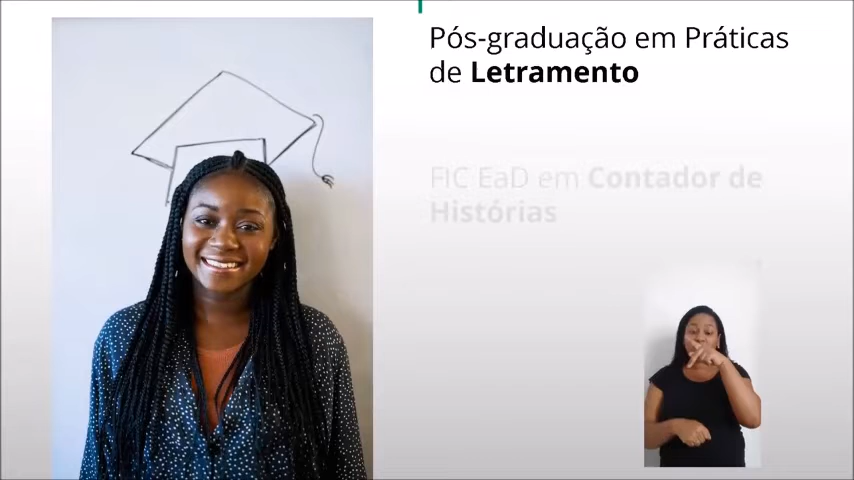 Pós-graduação em Práticas
de Letramento
FIC EaD em Contador de
Histórias